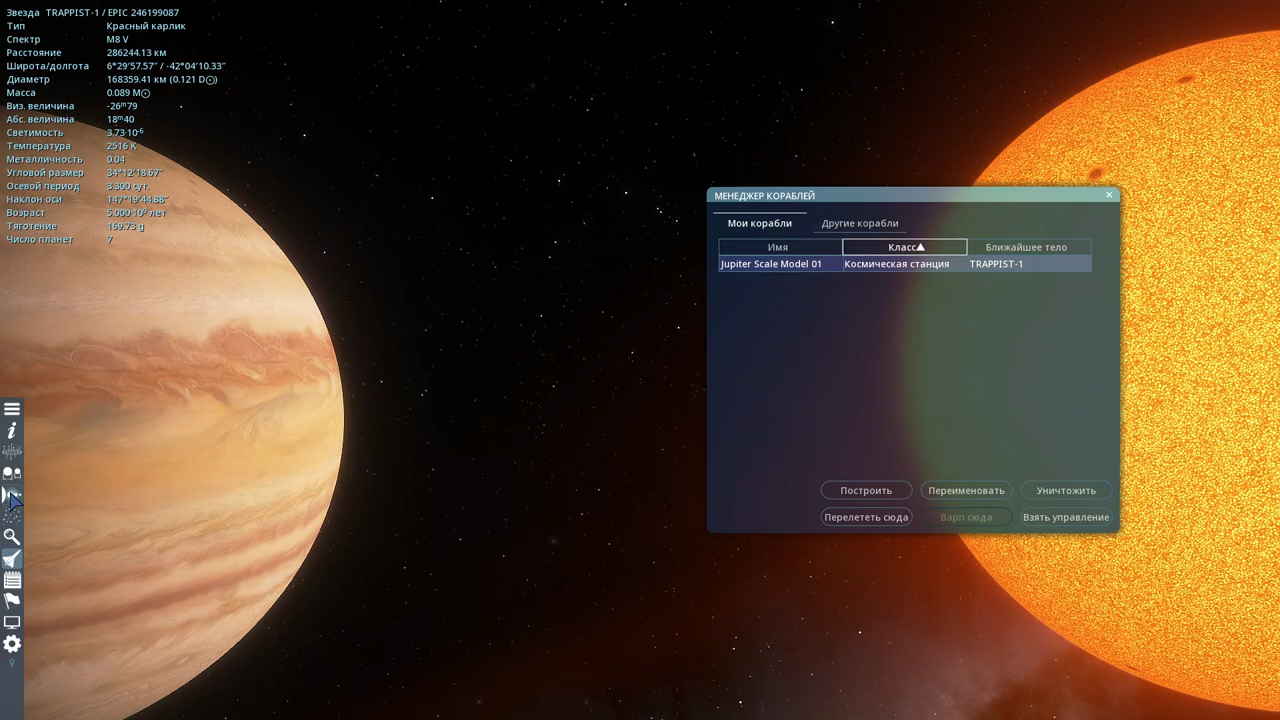 Звезда TRAPPIST-1 / EPIC 246199087
Тип Красный карлик
Спектр M8 V
Расстояние 286244.13 км
Широта/долгота 6°29′57.57″ / -42°04′10.33″
Диаметр 168359.41 км (0.121 D☉)
Масса 0.089 M☉
Виз. величина -26ᵐ79
Абс. величина 18ᵐ40
Светимость 3.73·10⁻⁶
Температура 2516 K
Металличность 0.04
Угловой размер 34°12′18.67″
Осевой период 3.300 сут.
Наклон оси 147°19′44.88″
Возраст 5.000·10⁹ лет
Тяготение 169.73 g
Число планет 7
МЕНЕДЖЕР КОРАБЛЕЙ
Мои корабли Другие корабли
Имя Класс▲ Ближайшее тело
Jupiter Scale Model 01 Космическая станция TRAPPIST-1
Построить Переименовать Уничтожить
Перелететь сюда Варп сюда Взять управление